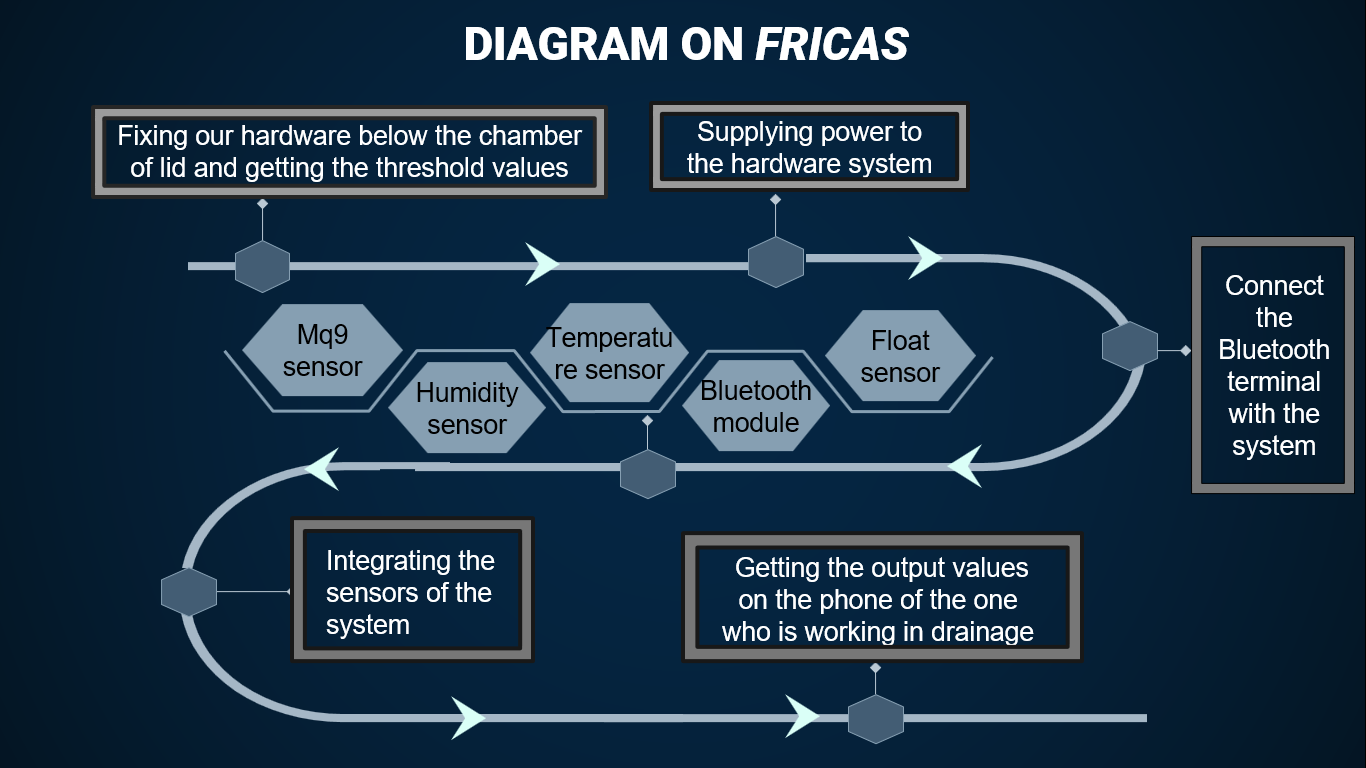 DIAGRAM ON FRICAS
Fixing our hardware below the chamber
of lid and getting the threshold values
Supplying power to
the hardware system
Connect
the
Bluetooth
terminal
with the
system
Mq9
sensor
Humidity
sensor
Temperatu
re sensor
Bluetooth
module
Float
sensor
Integrating the
sensors of the
system
Getting the output values
on the phone of the one
who is working in drainage